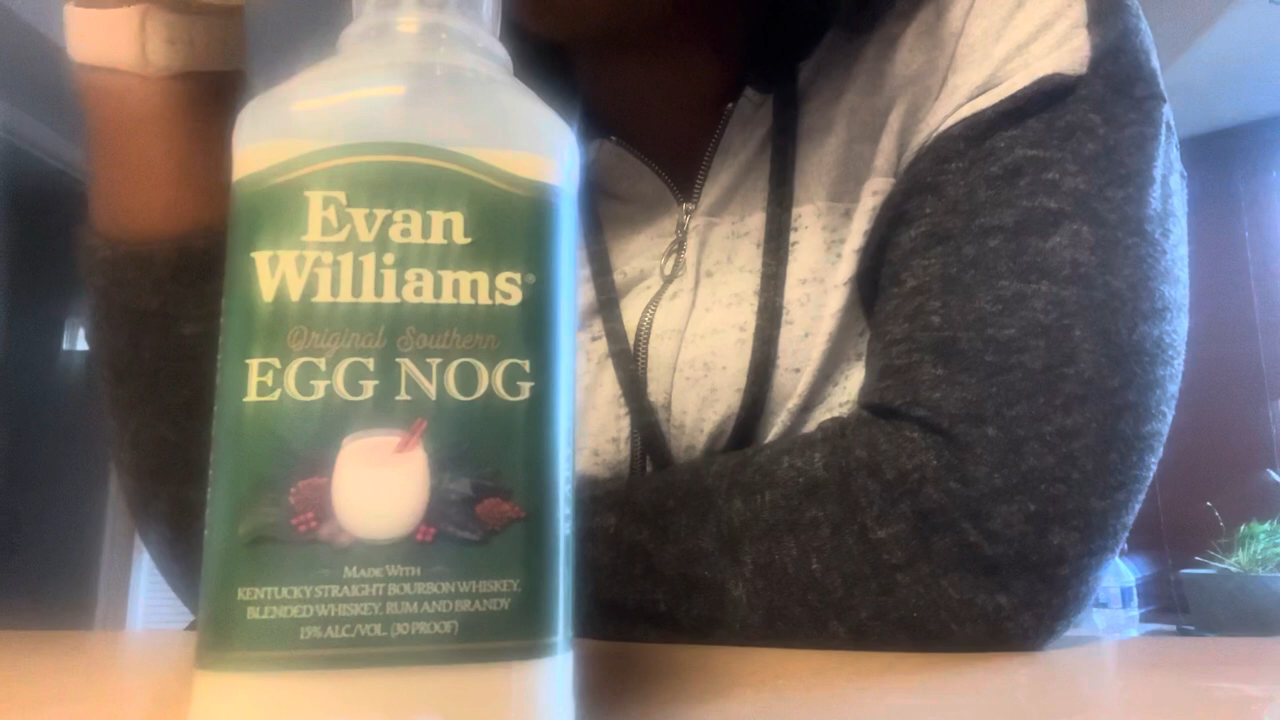 Evan
Williams®
Original Southern
EGG NOG
MADE WITH
KENTUCKY STRAIGHT BOURBON WHISKEY,
BLENDED WHISKEY, RUM AND BRANDY
15% ALC/VOL. (30 PROOF)